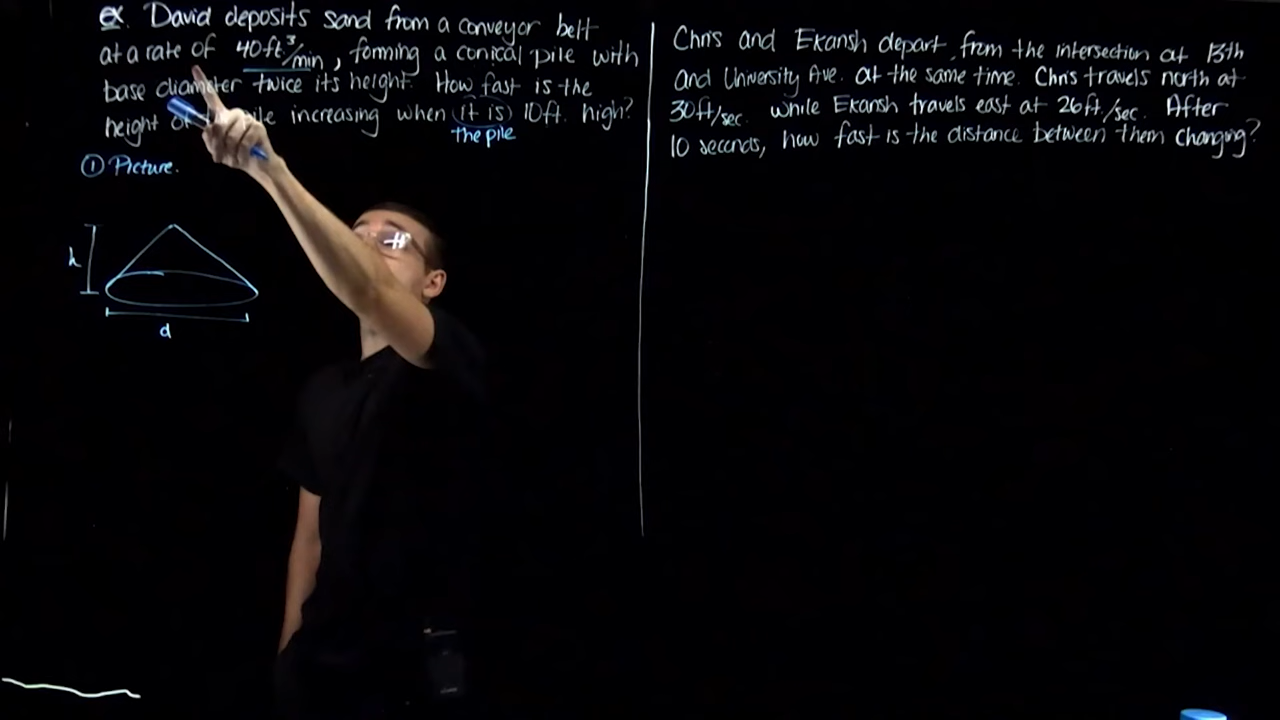 ex. David deposits sand from a conveyor belt
at a rate of 40ft.³/min, forming a conical pile with
base diameter twice its height. How fast is the
height of pile increasing when (it is) 10ft. high?
the pile
① Picture.
h
d
Chris and Ekansh depart from the intersection at 13th
and University Ave. at the same time. Chris travels north at
30ft/sec. while Ekansh travels east at 26ft./sec. After
10 seconds, how fast is the distance between them changing?